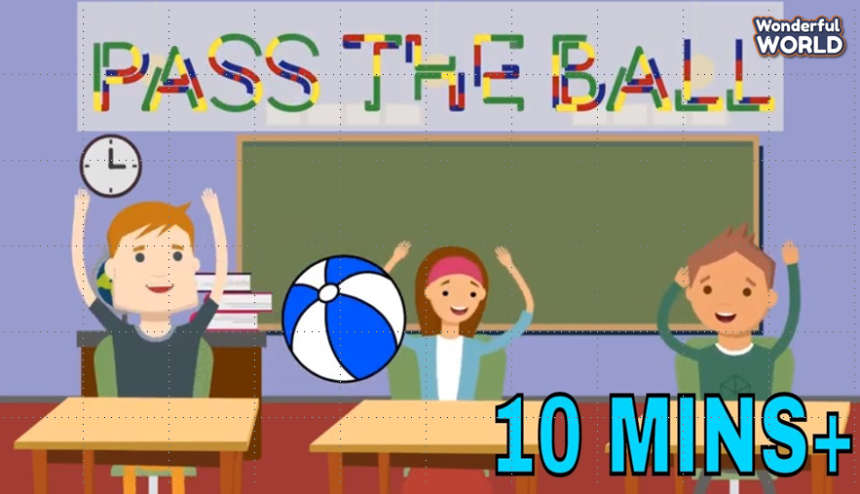 PASS THE BALL
Wonderful
WORLD
10 MINS+